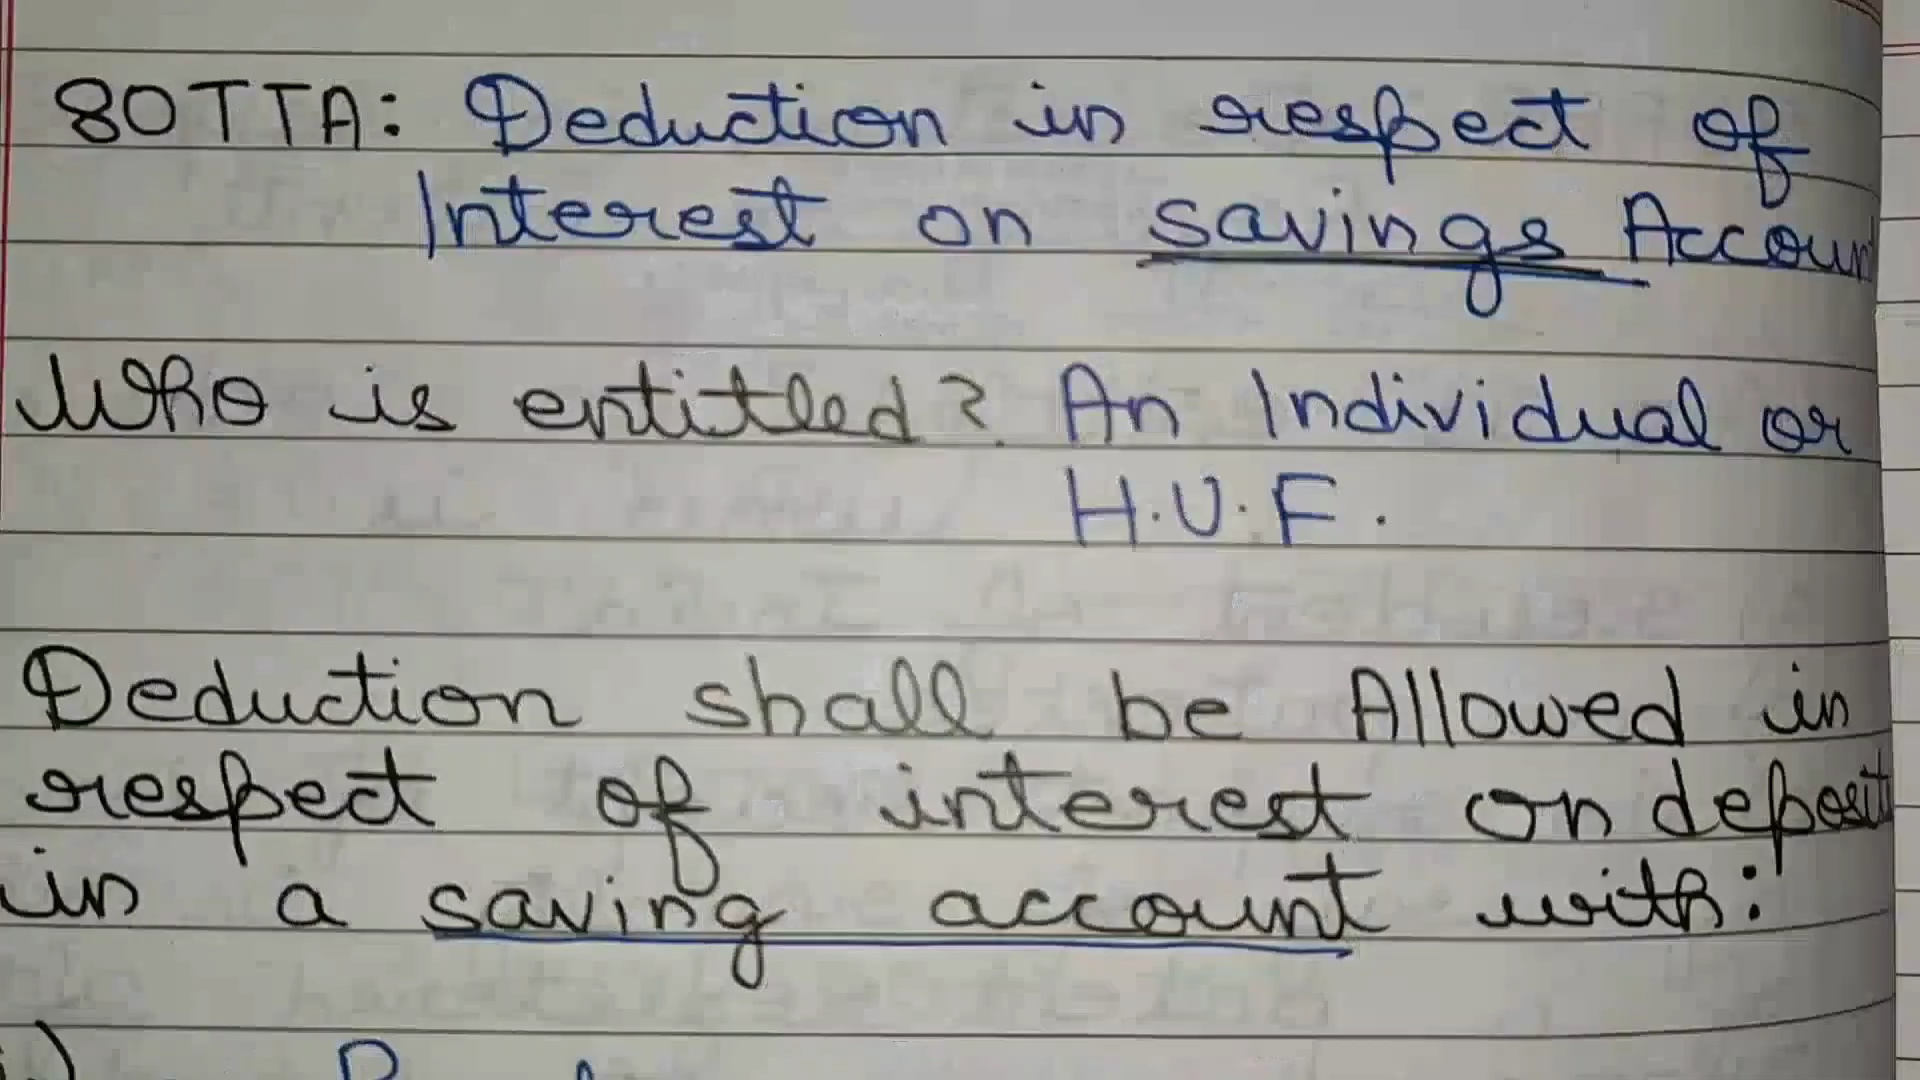 80TTA: Deduction in respect of
Interest on savings Accoun
Who is entitled? An Individual or
H.U.F.
Deduction shall be Allowed in
respect of interest on deposit
in a saving account with: